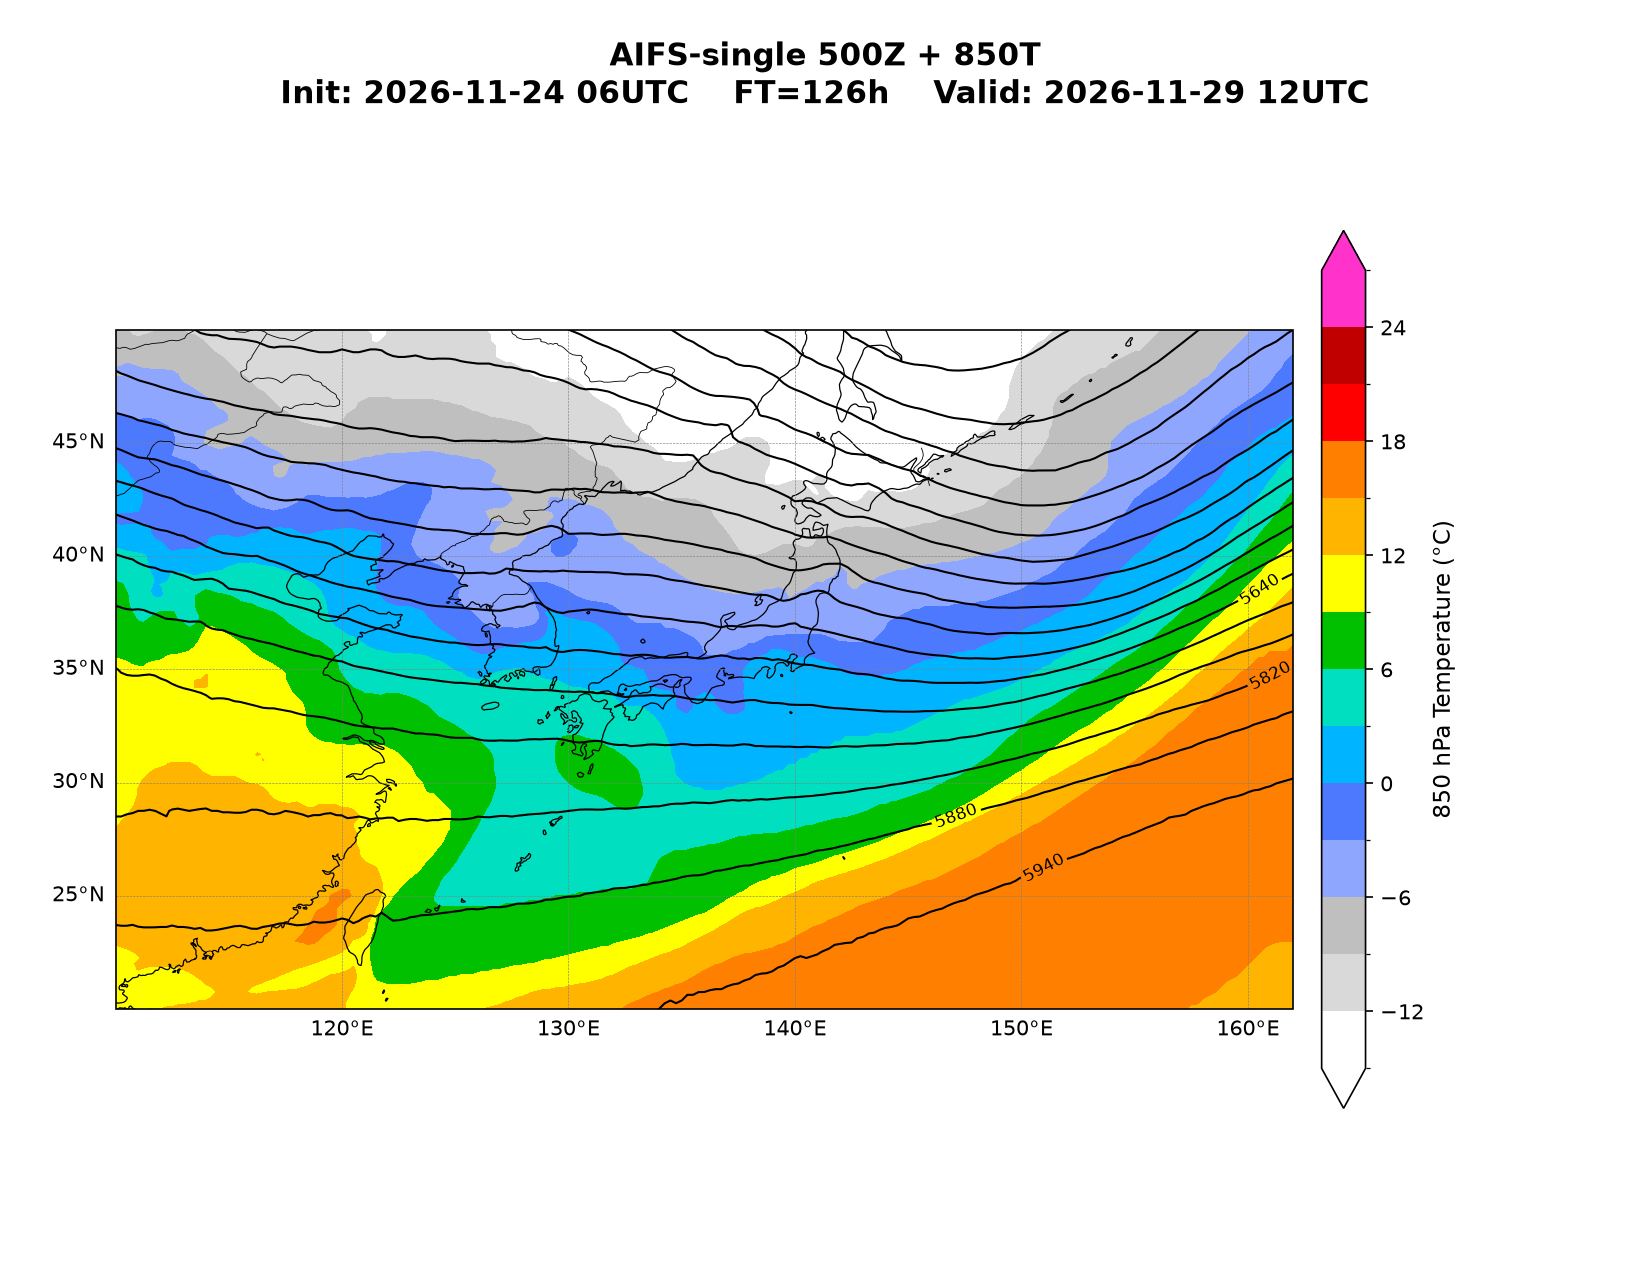 AIFS-single 500Z + 850T
Init: 2026-11-24 06UTC    FT=126h    Valid: 2026-11-29 12UTC
45°N
40°N
35°N
30°N
25°N
120°E
130°E
140°E
150°E
160°E
5640
5820
5880
5940
24
18
12
6
0
−6
−12
850 hPa Temperature (°C)